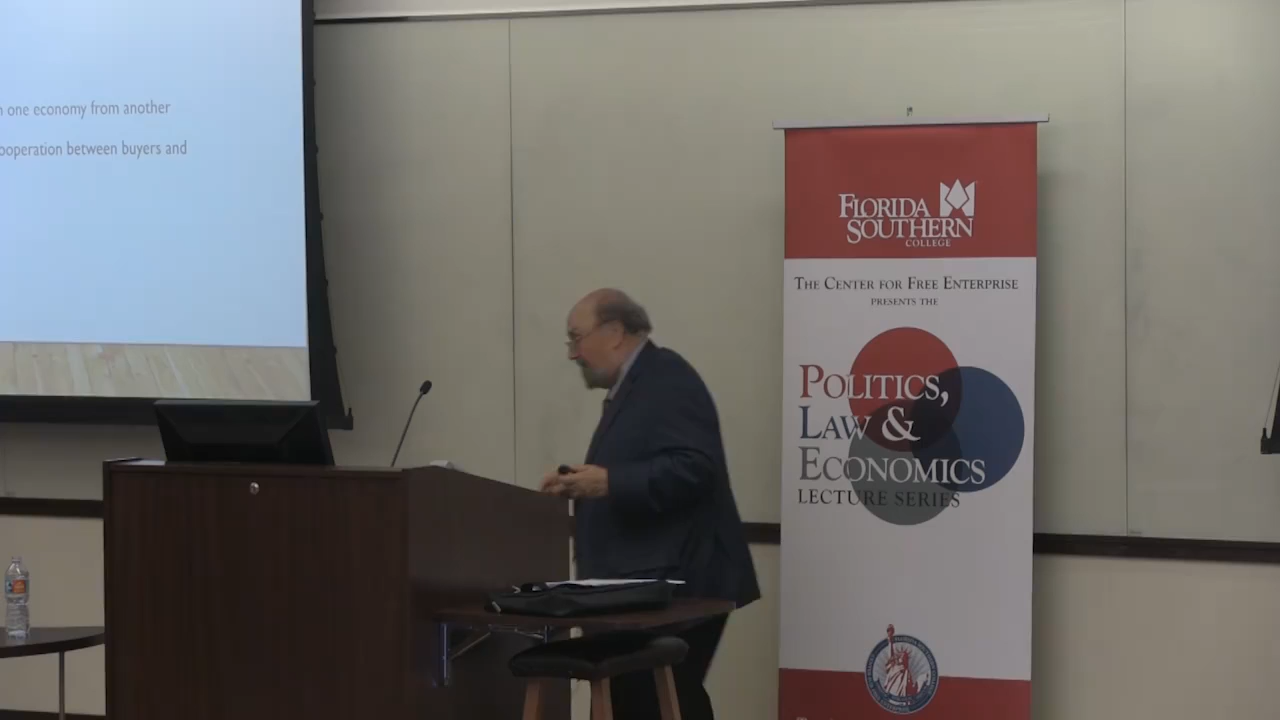 one economy from another
between buyers and
FLORIDA
SOUTHERN
COLLEGE
THE CENTER FOR FREE ENTERPRISE
PRESENTS THE
POLITICS,
LAW &
ECONOMICS
LECTURE SERIES